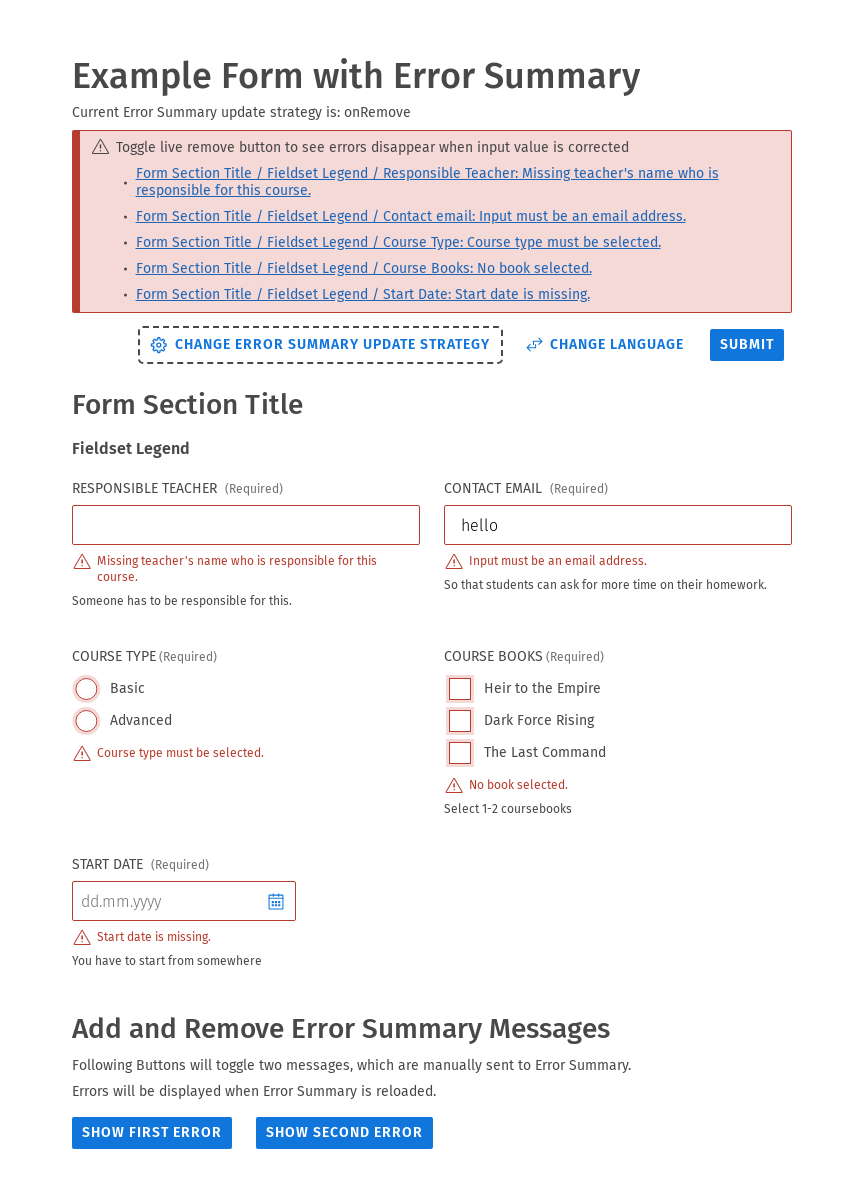 Example Form with Error Summary
Current Error Summary update strategy is: onRemove
Toggle live remove button to see errors disappear when input value is corrected
• Form Section Title / Fieldset Legend / Responsible Teacher: Missing teacher's name who is
responsible for this course.
• Form Section Title / Fieldset Legend / Contact email: Input must be an email address.
• Form Section Title / Fieldset Legend / Course Type: Course type must be selected.
• Form Section Title / Fieldset Legend / Course Books: No book selected.
• Form Section Title / Fieldset Legend / Start Date: Start date is missing.
CHANGE ERROR SUMMARY UPDATE STRATEGY CHANGE LANGUAGE SUBMIT
Form Section Title
Fieldset Legend
RESPONSIBLE TEACHER (Required)
Missing teacher's name who is responsible for this
course.
Someone has to be responsible for this.
CONTACT EMAIL (Required)
hello
Input must be an email address.
So that students can ask for more time on their homework.
COURSE TYPE (Required)
Basic
Advanced
Course type must be selected.
COURSE BOOKS (Required)
Heir to the Empire
Dark Force Rising
The Last Command
No book selected.
Select 1-2 coursebooks
START DATE (Required)
dd.mm.yyyy
Start date is missing.
You have to start from somewhere
Add and Remove Error Summary Messages
Following Buttons will toggle two messages, which are manually sent to Error Summary.
Errors will be displayed when Error Summary is reloaded.
SHOW FIRST ERROR SHOW SECOND ERROR